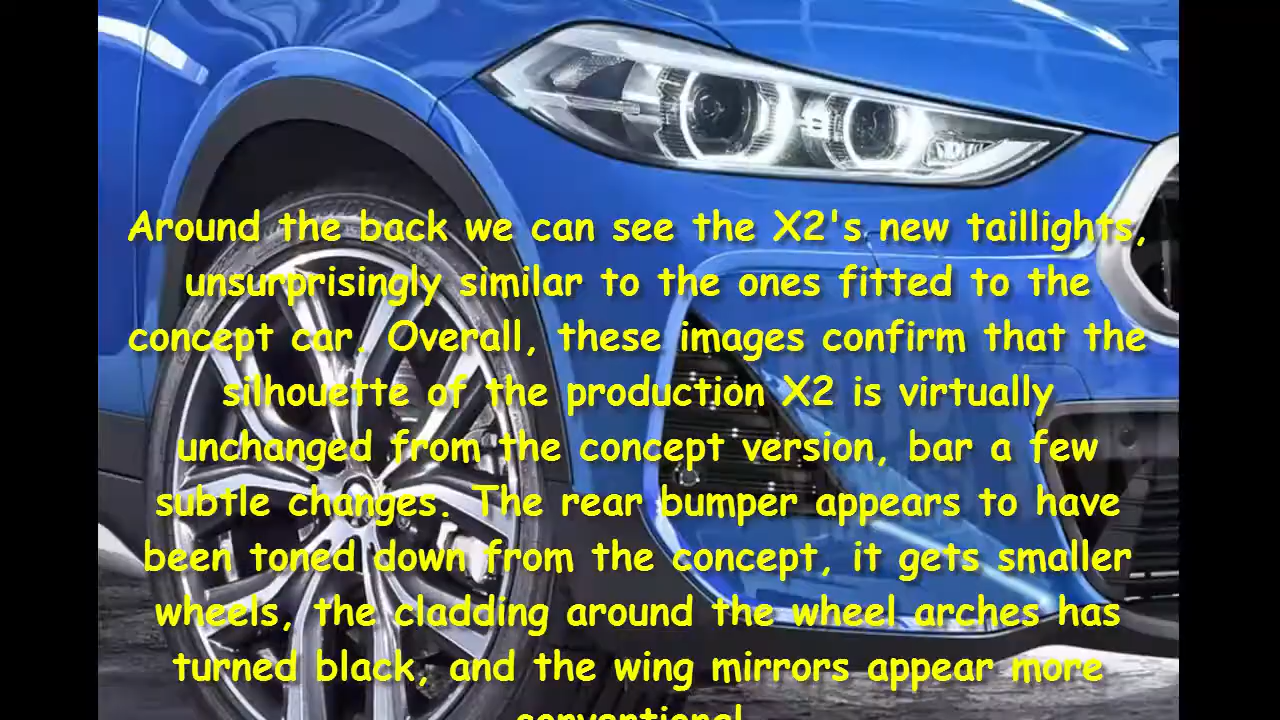 Around the back we can see the X2's new taillights,
unsurprisingly similar to the ones fitted to the
concept car. Overall, these images confirm that the
silhouette of the production X2 is virtually
unchanged from the concept version, bar a few
subtle changes. The rear bumper appears to have
been toned down from the concept, it gets smaller
wheels, the cladding around the wheel arches has
turned black, and the wing mirrors appear more
conventional.